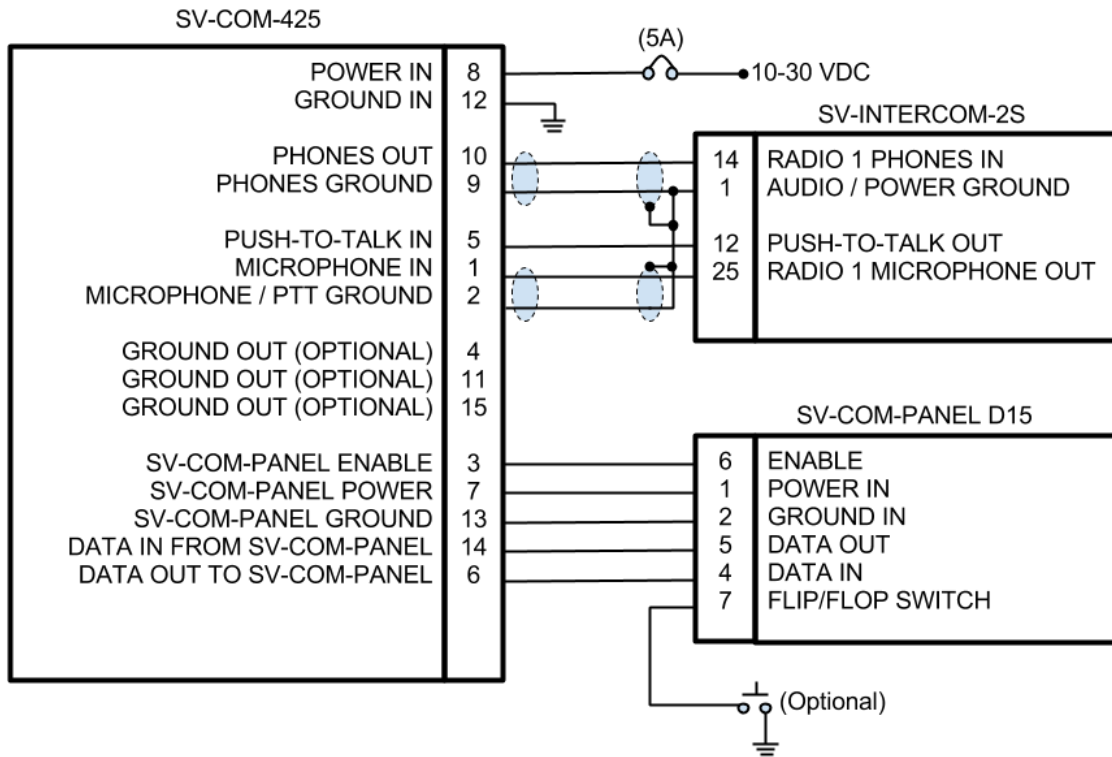 SV-COM-425
(5A)
POWER IN 8 10-30 VDC
GROUND IN 12
SV-INTERCOM-2S
PHONES OUT 10 14 RADIO 1 PHONES IN
PHONES GROUND 9 1 AUDIO / POWER GROUND
PUSH-TO-TALK IN 5 12 PUSH-TO-TALK OUT
MICROPHONE IN 1 25 RADIO 1 MICROPHONE OUT
MICROPHONE / PTT GROUND 2
GROUND OUT (OPTIONAL) 4
GROUND OUT (OPTIONAL) 11
GROUND OUT (OPTIONAL) 15
SV-COM-PANEL D15
SV-COM-PANEL ENABLE 3 6 ENABLE
SV-COM-PANEL POWER 7 1 POWER IN
SV-COM-PANEL GROUND 13 2 GROUND IN
DATA IN FROM SV-COM-PANEL 14 5 DATA OUT
DATA OUT TO SV-COM-PANEL 6 4 DATA IN
7 FLIP/FLOP SWITCH
(Optional)